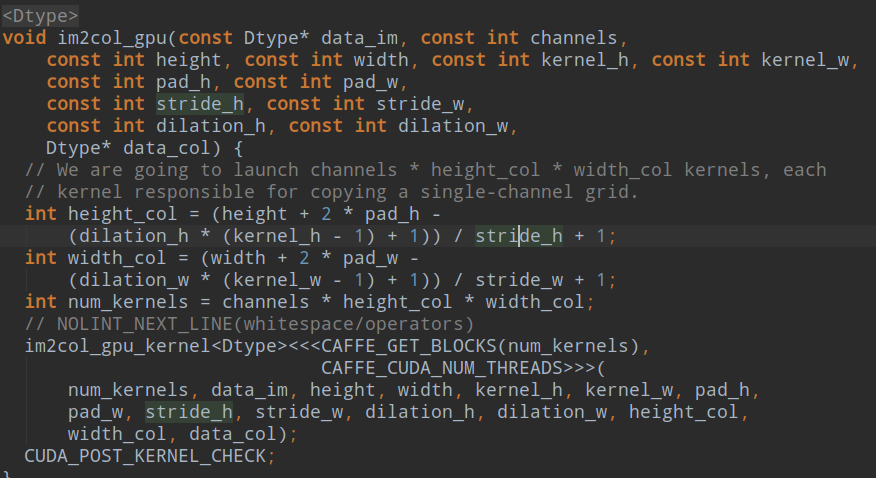 <Dtype>
void im2col_gpu(const Dtype* data_im, const int channels,
    const int height, const int width, const int kernel_h, const int kernel_w,
    const int pad_h, const int pad_w,
    const int stride_h, const int stride_w,
    const int dilation_h, const int dilation_w,
    Dtype* data_col) {
  // We are going to launch channels * height_col * width_col kernels, each
  // kernel responsible for copying a single-channel grid.
  int height_col = (height + 2 * pad_h -
      (dilation_h * (kernel_h - 1) + 1)) / stride_h + 1;
  int width_col = (width + 2 * pad_w -
      (dilation_w * (kernel_w - 1) + 1)) / stride_w + 1;
  int num_kernels = channels * height_col * width_col;
  // NOLINT_NEXT_LINE(whitespace/operators)
  im2col_gpu_kernel<Dtype><<<CAFFE_GET_BLOCKS(num_kernels),
                             CAFFE_CUDA_NUM_THREADS>>>(
      num_kernels, data_im, height, width, kernel_h, kernel_w, pad_h,
      pad_w, stride_h, stride_w, dilation_h, dilation_w, height_col,
      width_col, data_col);
  CUDA_POST_KERNEL_CHECK;
}